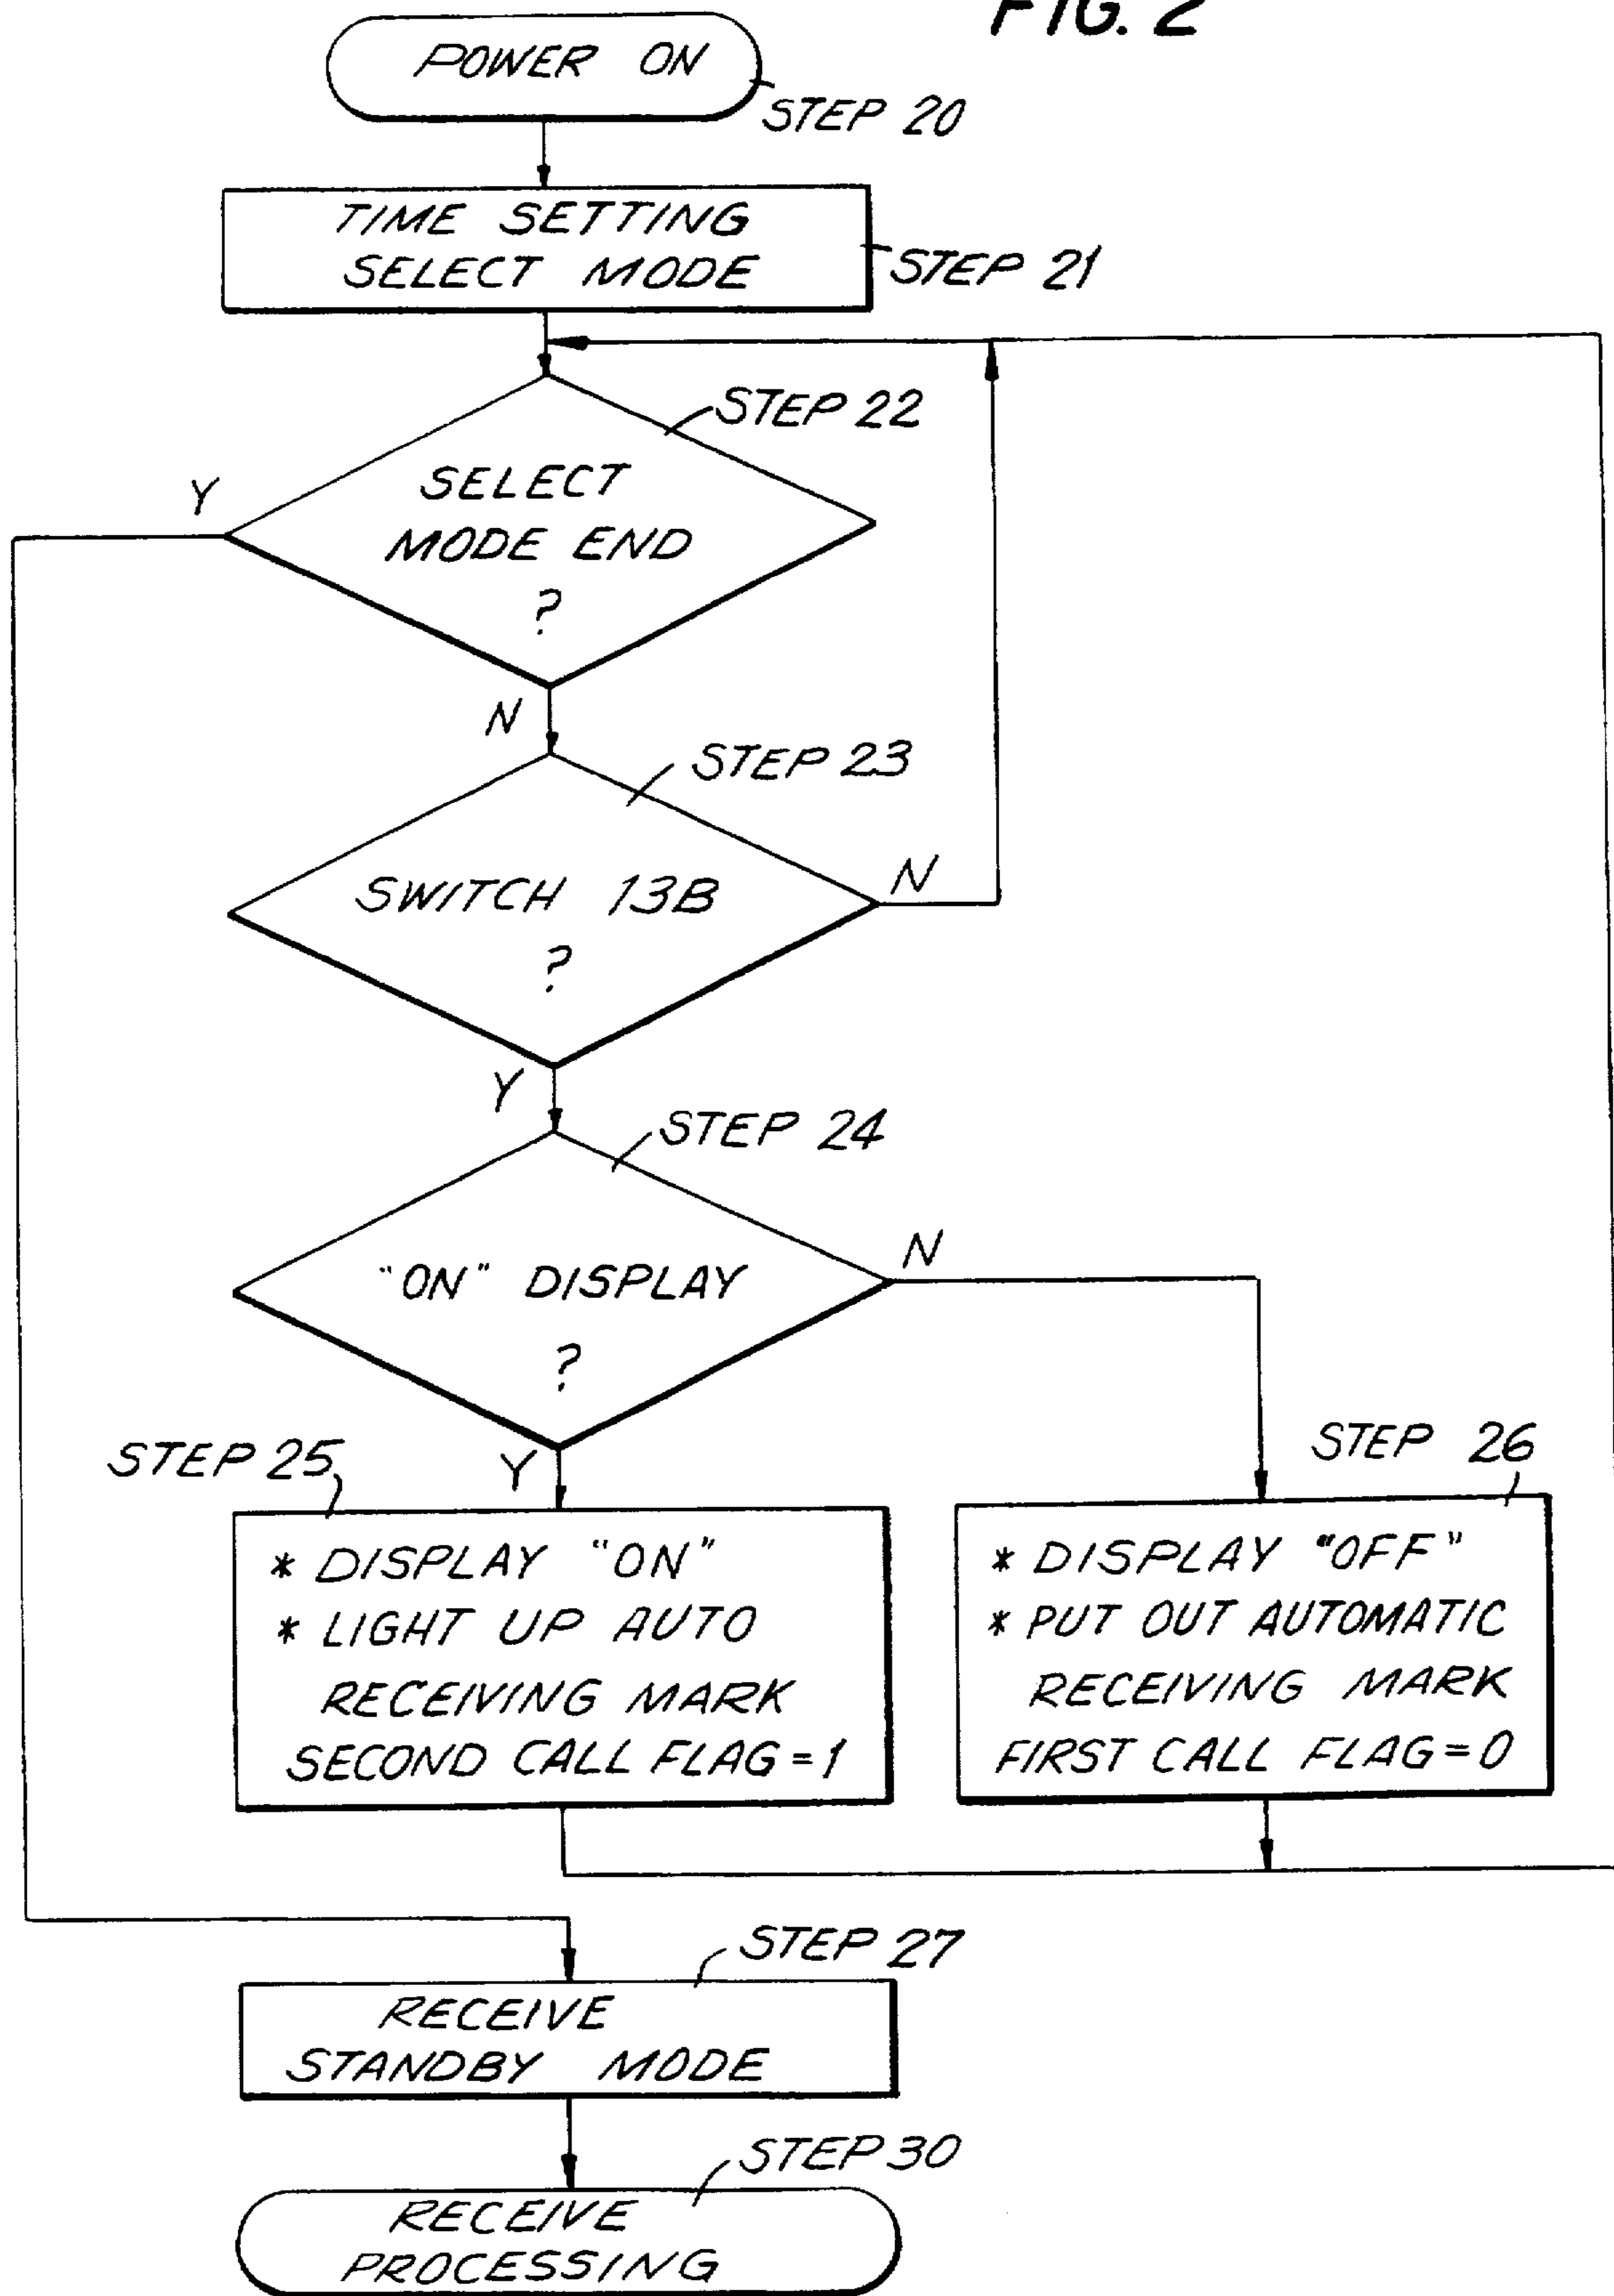 FIG. 2
POWER ON
STEP 20
TIME SETTING
SELECT MODE
STEP 21
STEP 22
SELECT
MODE END
?
Y
N
STEP 23
SWITCH 13B
?
N
Y
STEP 24
"ON" DISPLAY
?
N
Y
STEP 25
* DISPLAY "ON"
* LIGHT UP AUTO
RECEIVING MARK
SECOND CALL FLAG = 1
STEP 26
* DISPLAY "OFF"
* PUT OUT AUTOMATIC
RECEIVING MARK
FIRST CALL FLAG = 0
STEP 27
RECEIVE
STANDBY MODE
STEP 30
RECEIVE
PROCESSING